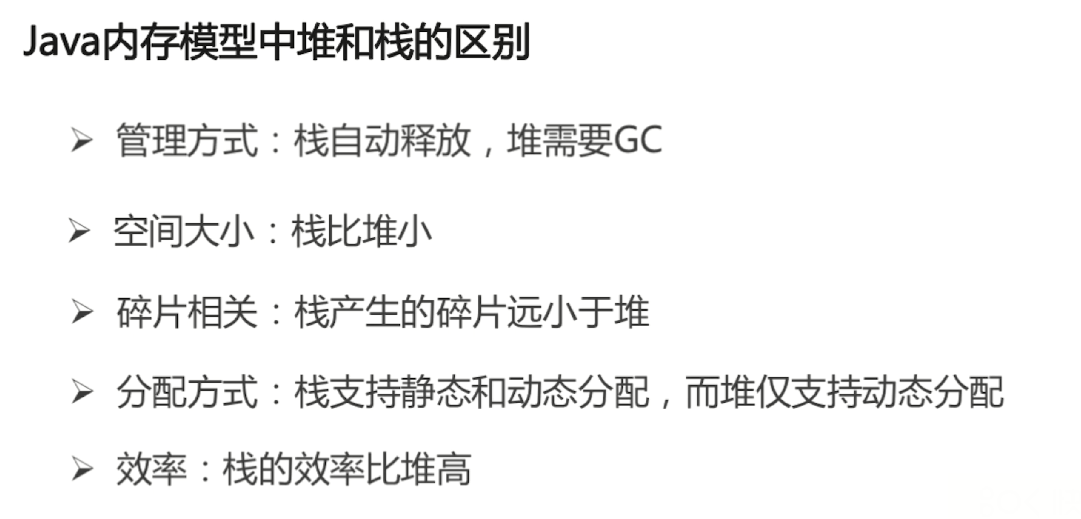 Java内存模型中堆和栈的区别
➢ 管理方式：栈自动释放，堆需要GC
➢ 空间大小：栈比堆小
➢ 碎片相关：栈产生的碎片远小于堆
➢ 分配方式：栈支持静态和动态分配，而堆仅支持动态分配
➢ 效率：栈的效率比堆高